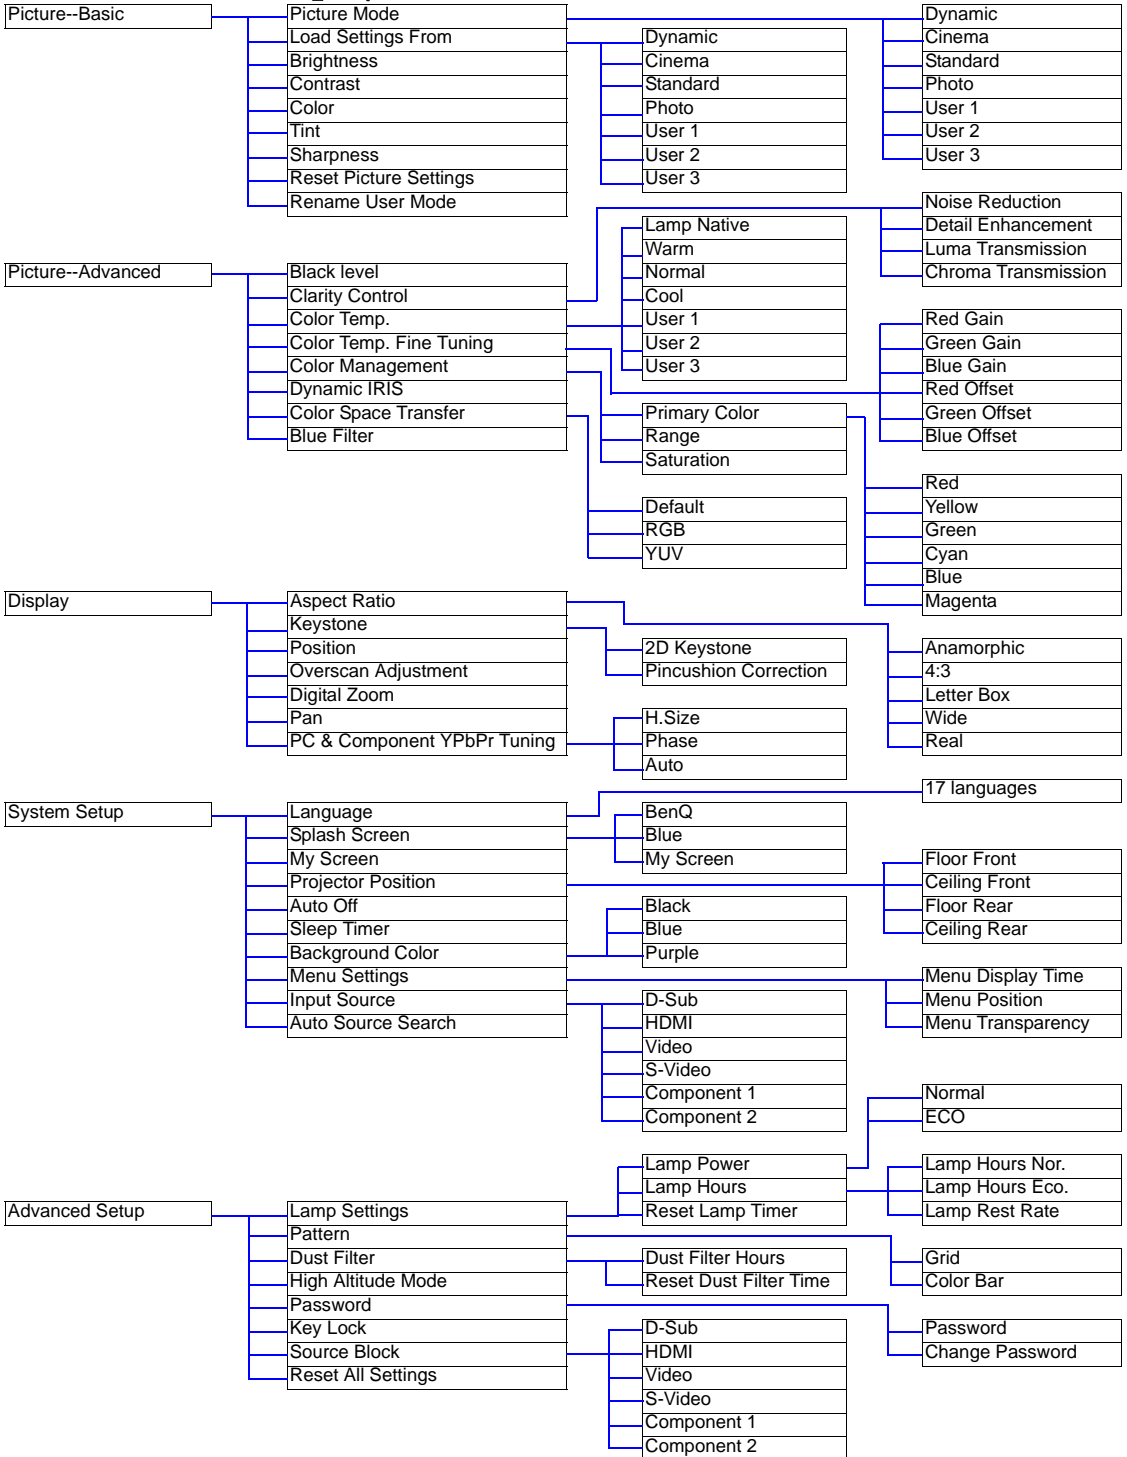 Picture--Basic
Picture Mode
Load Settings From
Brightness
Contrast
Color
Tint
Sharpness
Reset Picture Settings
Rename User Mode
Dynamic
Cinema
Standard
Photo
User 1
User 2
User 3
Dynamic
Cinema
Standard
Photo
User 1
User 2
User 3
Picture--Advanced
Black level
Clarity Control
Color Temp.
Color Temp. Fine Tuning
Color Management
Dynamic IRIS
Color Space Transfer
Blue Filter
Lamp Native
Warm
Normal
Cool
User 1
User 2
User 3
Primary Color
Range
Saturation
Default
RGB
YUV
Noise Reduction
Detail Enhancement
Luma Transmission
Chroma Transmission
Red Gain
Green Gain
Blue Gain
Red Offset
Green Offset
Blue Offset
Red
Yellow
Green
Cyan
Blue
Magenta
Display
Aspect Ratio
Keystone
Position
Overscan Adjustment
Digital Zoom
Pan
PC & Component YPbPr Tuning
2D Keystone
Pincushion Correction
H.Size
Phase
Auto
Anamorphic
4:3
Letter Box
Wide
Real
System Setup
Language
Splash Screen
My Screen
Projector Position
Auto Off
Sleep Timer
Background Color
Menu Settings
Input Source
Auto Source Search
BenQ
Blue
My Screen
Black
Blue
Purple
D-Sub
HDMI
Video
S-Video
Component 1
Component 2
17 languages
Floor Front
Ceiling Front
Floor Rear
Ceiling Rear
Menu Display Time
Menu Position
Menu Transparency
Advanced Setup
Lamp Settings
Pattern
Dust Filter
High Altitude Mode
Password
Key Lock
Source Block
Reset All Settings
Lamp Power
Lamp Hours
Reset Lamp Timer
Dust Filter Hours
Reset Dust Filter Time
D-Sub
HDMI
Video
S-Video
Component 1
Component 2
Normal
ECO
Lamp Hours Nor.
Lamp Hours Eco.
Lamp Rest Rate
Grid
Color Bar
Password
Change Password